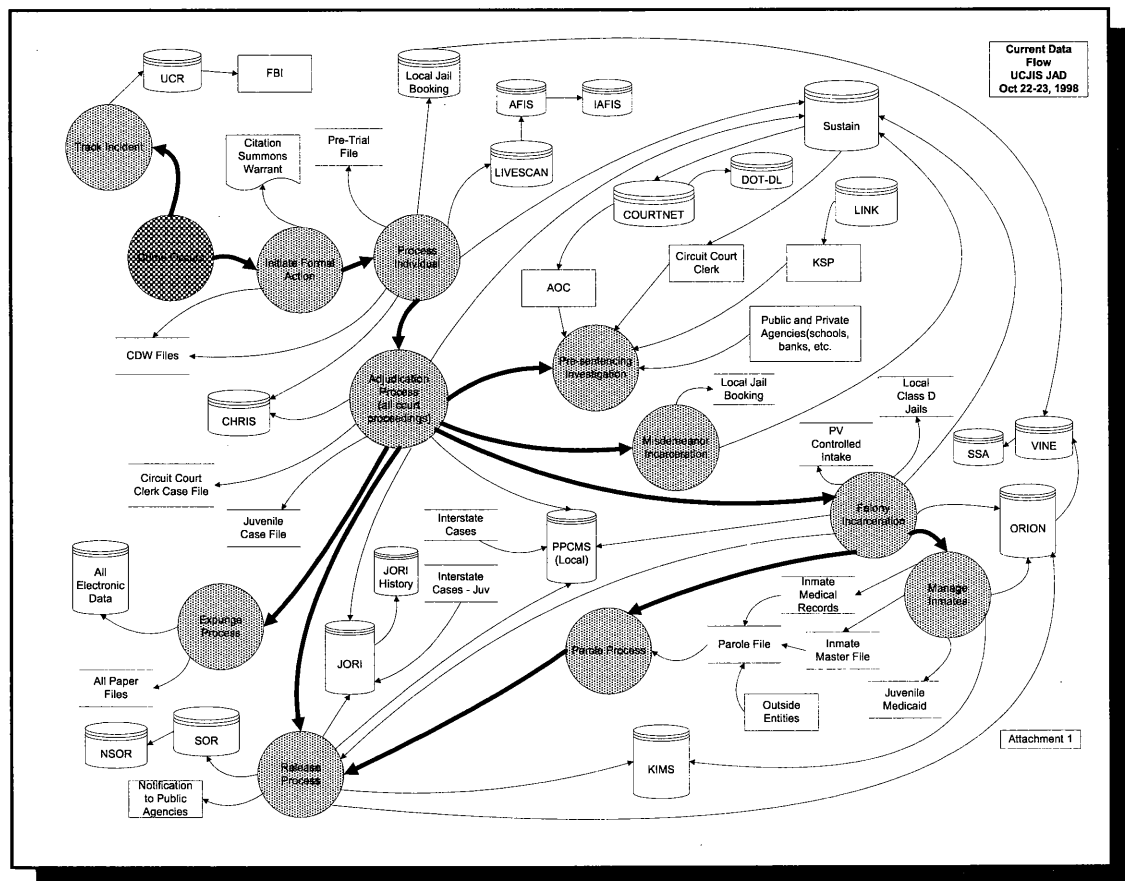 Current Data
Flow
UCJIS JAD
Oct 22-23, 1998
UCR
FBI
Local Jail
Booking
AFIS
IAFIS
Sustain
Track Incident
Citation
Summons
Warrant
Pre-Trial
File
LIVESCAN
DOT-DL
COURTNET
LINK
Crime Occurs
Initiate Formal
Action
Process
Individual
Circuit Court
Clerk
KSP
AOC
Public and Private
Agencies(schools,
banks, etc.
CDW Files
Pre-sentencing
Investigation
Adjudication
Process
(all court
proceedings)
Local Jail
Booking
Local
Class D
Jails
CHRIS
Misdemeanor
Incarceration
PV
Controlled
Intake
SSA
VINE
Circuit Court
Clerk Case File
Felony
Incarceration
Juvenile
Case File
Interstate
Cases
PPCMS
(Local)
ORION
All
Electronic
Data
JORI
History
Interstate
Cases - Juv
Inmate
Medical
Records
Manage
Inmates
Expunge
Process
JORI
Parole Process
Parole File
Inmate
Master File
All Paper
Files
Juvenile
Medicaid
Outside
Entities
NSOR
SOR
Release
Process
KIMS
Attachment 1
Notification
to Public
Agencies